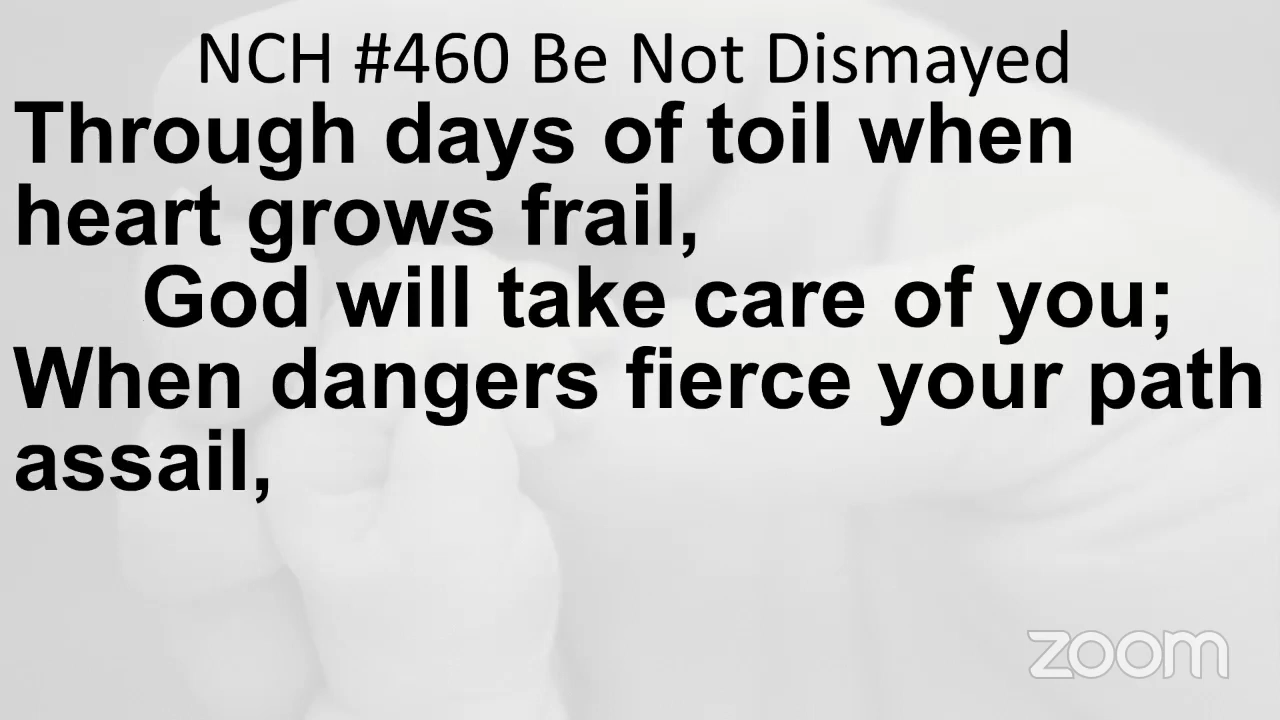 NCH #460 Be Not Dismayed
Through days of toil when
heart grows frail,
God will take care of you;
When dangers fierce your path
assail,
zoom